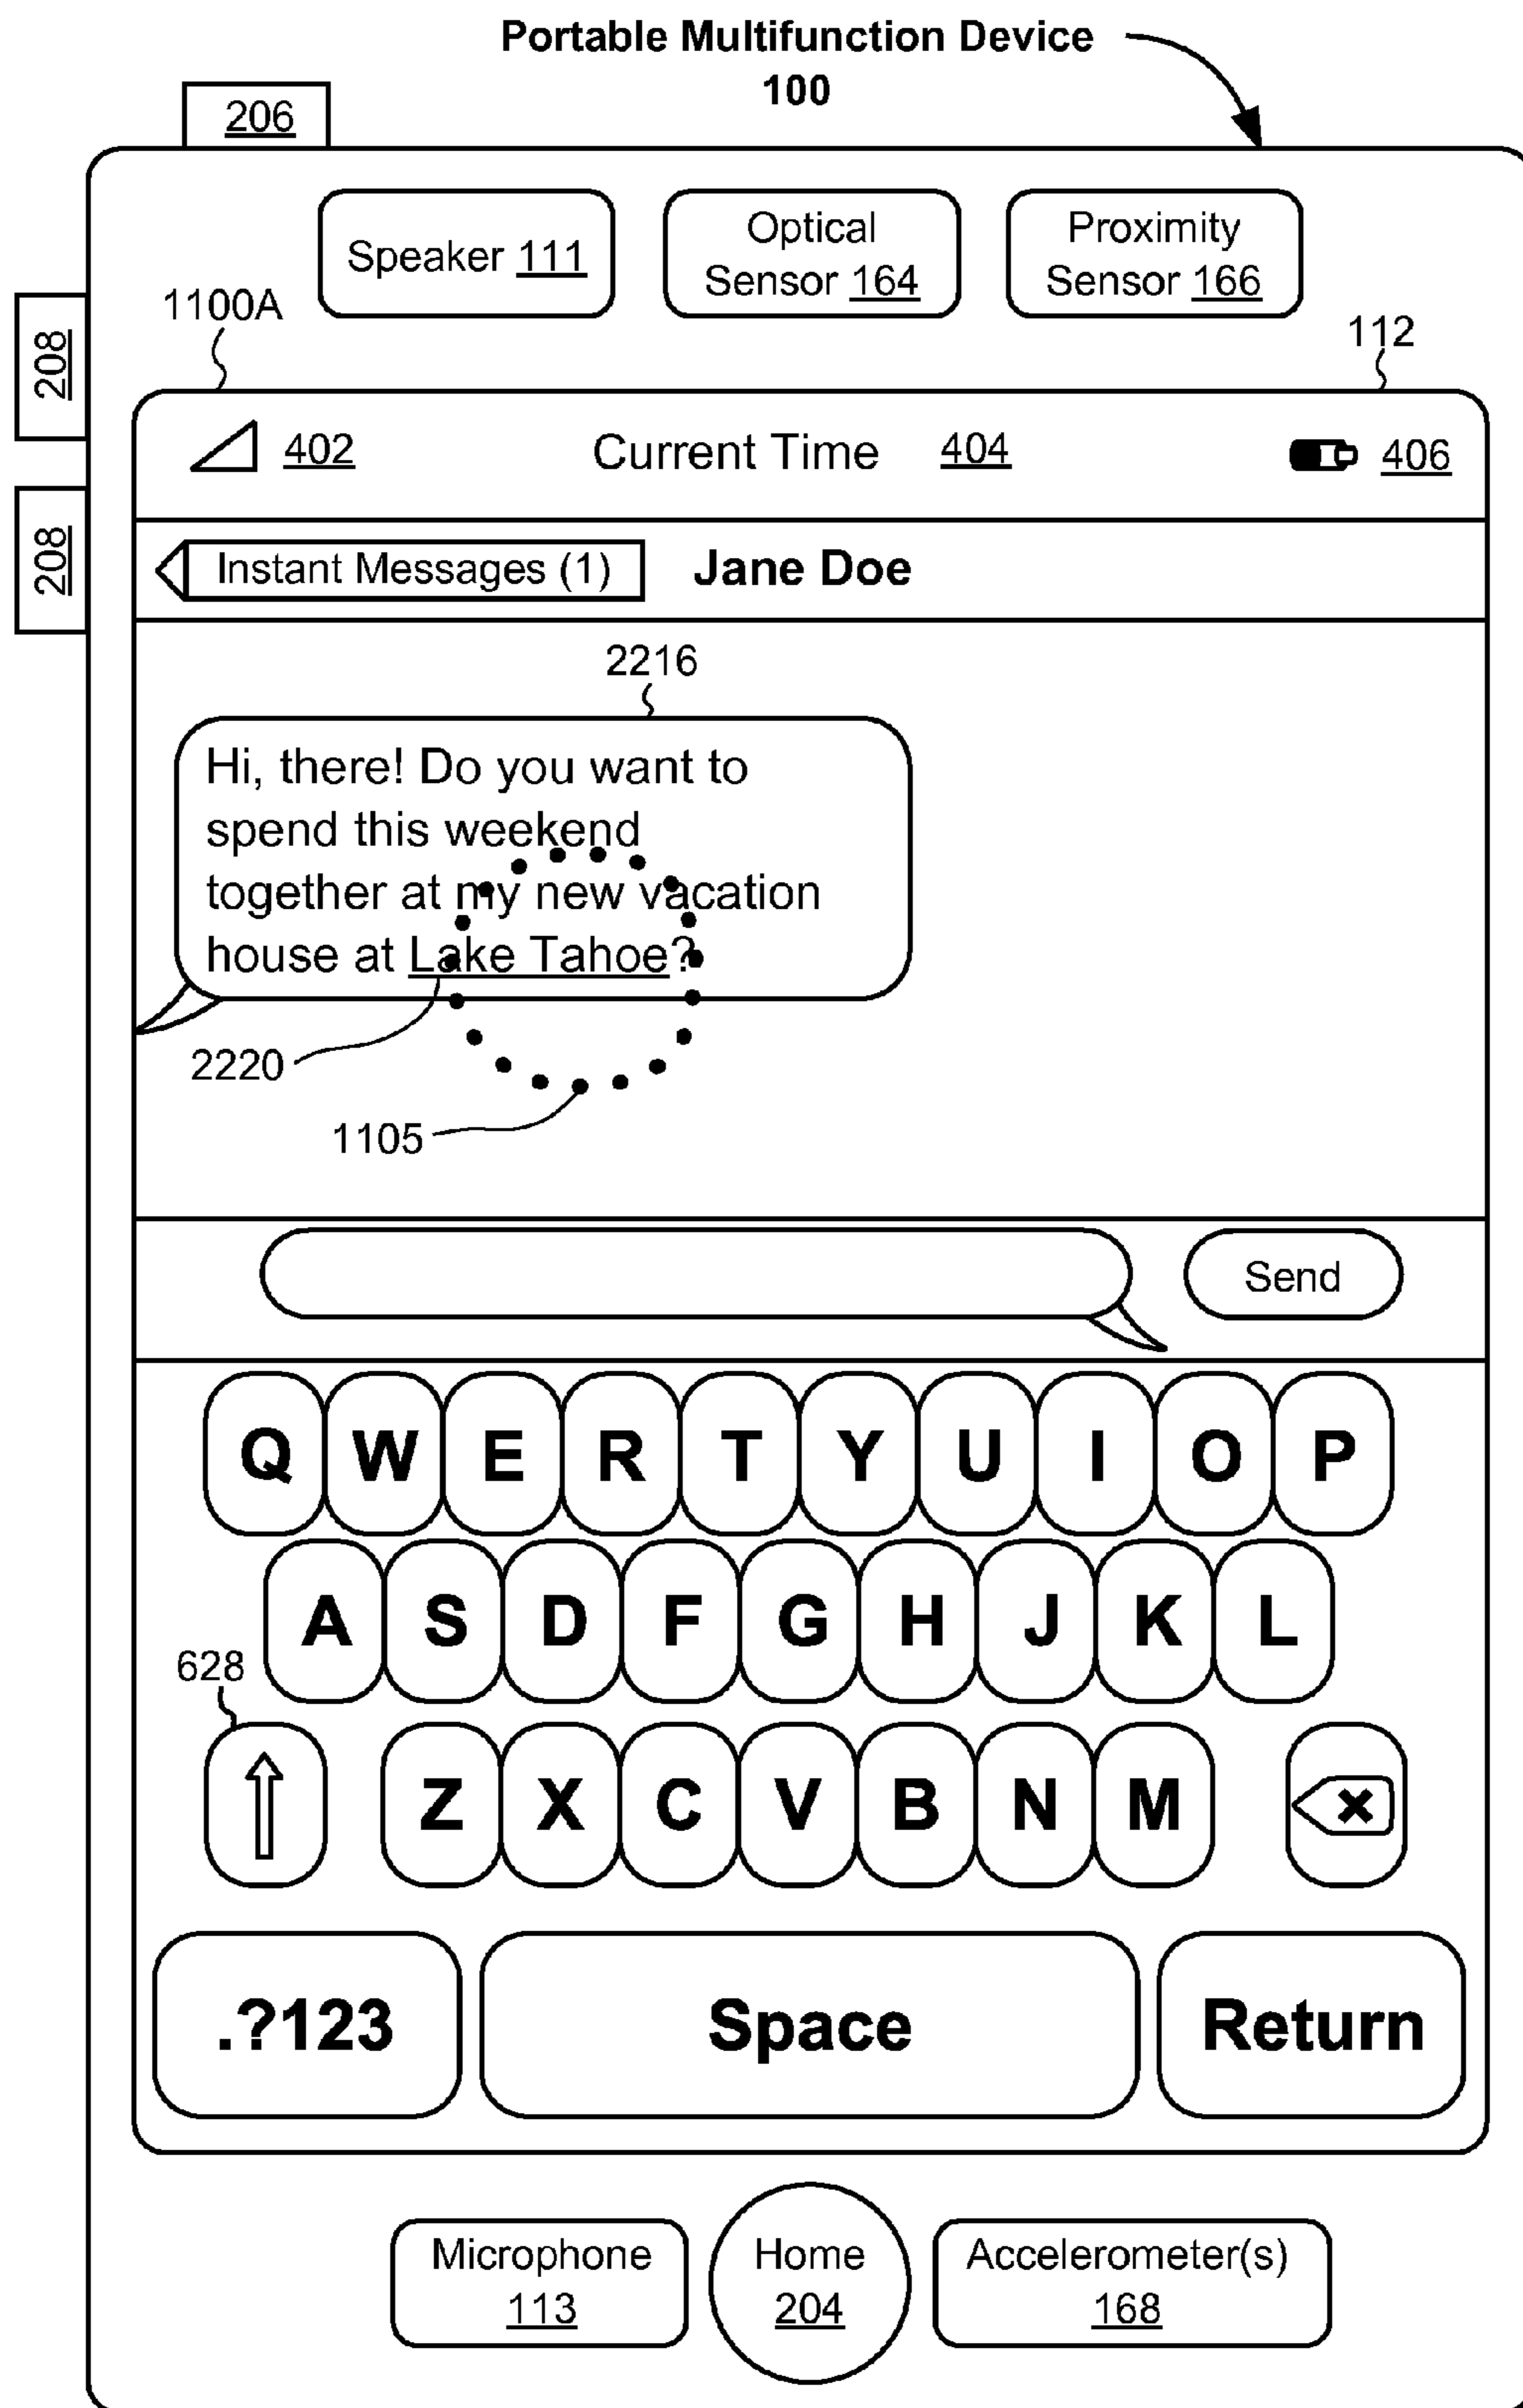 Portable Multifunction Device
100
206
Speaker 111
Optical
Sensor 164
Proximity
Sensor 166
208
1100A
112
402
Current Time 404
406
208
Instant Messages (1)
Jane Doe
2216
Hi, there! Do you want to
spend this weekend
together at my new vacation
house at Lake Tahoe?
2220
1105
Send
Q W E R T Y U I O P
A S D F G H J K L
628
Z X C V B N M
.?123
Space
Return
Microphone
113
Home
204
Accelerometer(s)
168